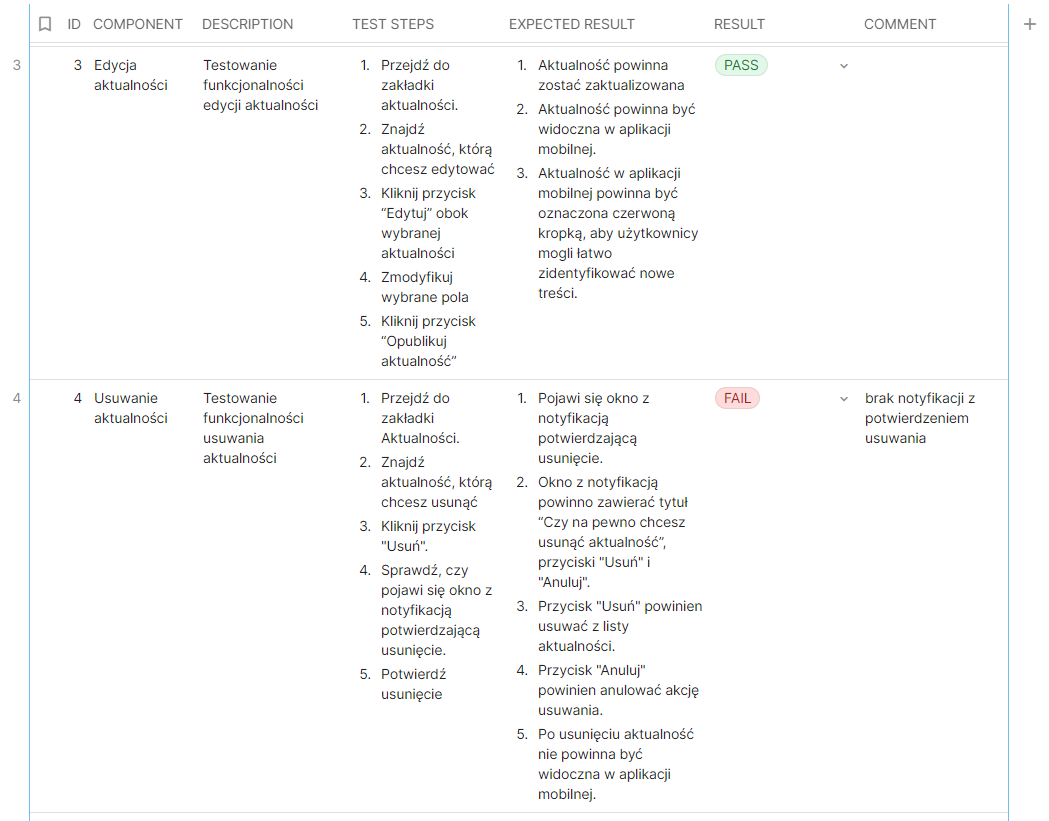 ID COMPONENT DESCRIPTION TEST STEPS EXPECTED RESULT RESULT COMMENT
3
3
Edycja
aktualności
Testowanie
funkcjonalności
edycji aktualności
1. Przejdź do
zakładki
aktualności.
2. Znajdź
aktualność, którą
chcesz edytować
3. Kliknij przycisk
“Edytuj” obok
wybranej
aktualności
4. Zmodyfikuj
wybrane pola
5. Kliknij przycisk
“Opublikuj
aktualność”
1. Aktualność powinna
zostać zaktualizowana
2. Aktualność powinna być
widoczna w aplikacji
mobilnej.
3. Aktualność w aplikacji
mobilnej powinna być
oznaczona czerwoną
kropką, aby użytkownicy
mogli łatwo
zidentyfikować nowe
treści.
PASS
4
4
Usuwanie
aktualności
Testowanie
funkcjonalności
usuwania
aktualności
1. Przejdź do
zakładki
Aktualności.
2. Znajdź
aktualność, którą
chcesz usunąć
3. Kliknij przycisk
"Usuń".
4. Sprawdź, czy
pojawi się okno z
notyfikacją
potwierdzającą
usunięcie.
5. Potwierdź
usunięcie
1. Pojawi się okno z
notyfikacją
potwierdzającą
usunięcie.
2. Okno z notyfikacją
powinno zawierać tytuł
“Czy na pewno chcesz
usunąć aktualność”,
przyciski "Usuń" i
"Anuluj".
3. Przycisk "Usuń" powinien
usuwać z listy
aktualności.
4. Przycisk "Anuluj"
powinien anulować akcję
usuwania.
5. Po usunięciu aktualność
nie powinna być
widoczna w aplikacji
mobilnej.
FAIL
brak notyfikacji z
potwierdzeniem
usuwania